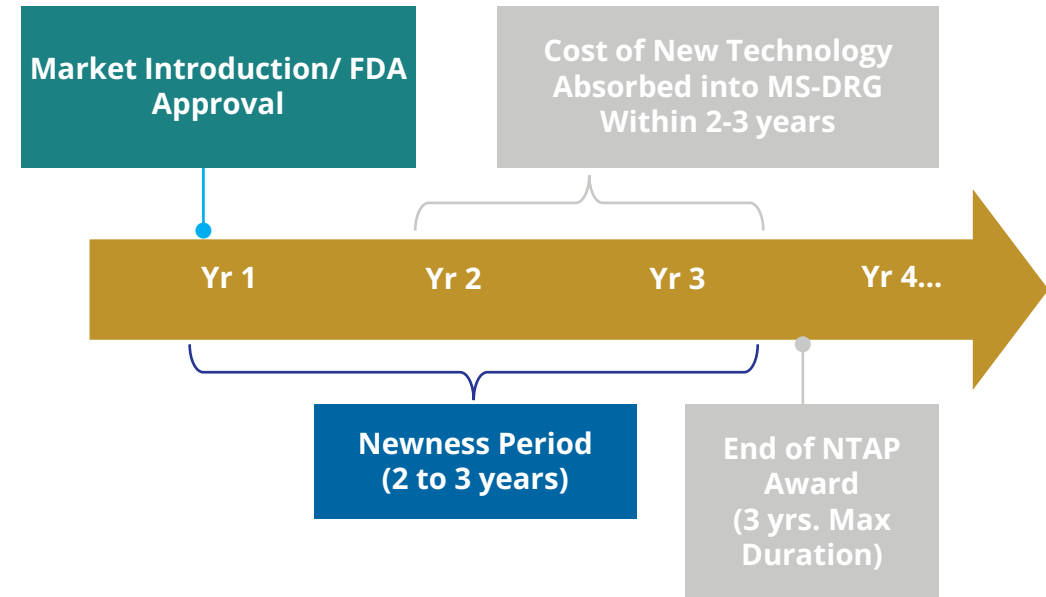 Market Introduction/ FDA
Approval
Cost of New Technology
Absorbed into MS-DRG
Within 2-3 years
Yr 1
Yr 2
Yr 3
Yr 4...
Newness Period
(2 to 3 years)
End of NTAP
Award
(3 yrs. Max
Duration)